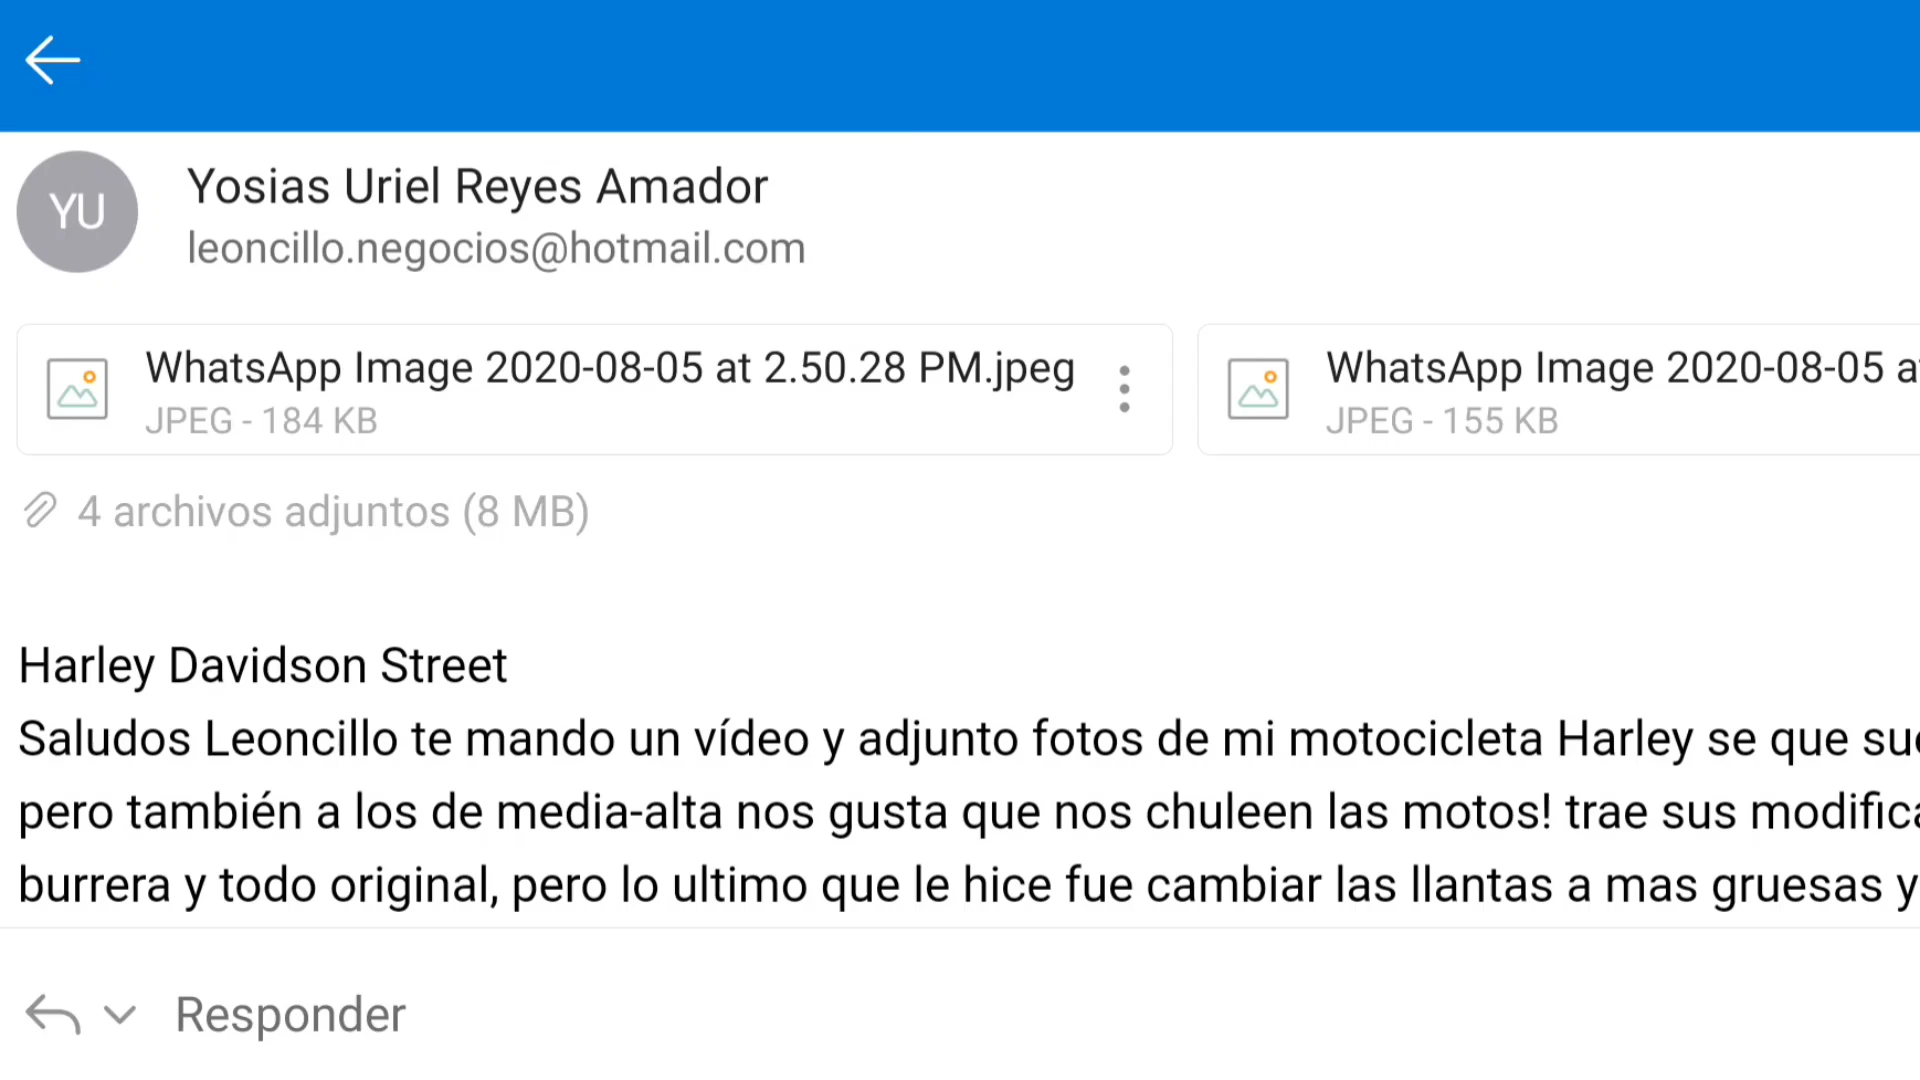 YU
Yosias Uriel Reyes Amador
leoncillo.negocios@hotmail.com
WhatsApp Image 2020-08-05 at 2.50.28 PM.jpeg
JPEG - 184 KB
WhatsApp Image 2020-08-05 a
JPEG - 155 KB
4 archivos adjuntos (8 MB)
Harley Davidson Street
Saludos Leoncillo te mando un vídeo y adjunto fotos de mi motocicleta Harley se que
pero también a los de media-alta nos gusta que nos chuleen las motos! trae sus
burrera y todo original, pero lo ultimo que le hice fue cambiar las llantas a mas gruesas y
Responder